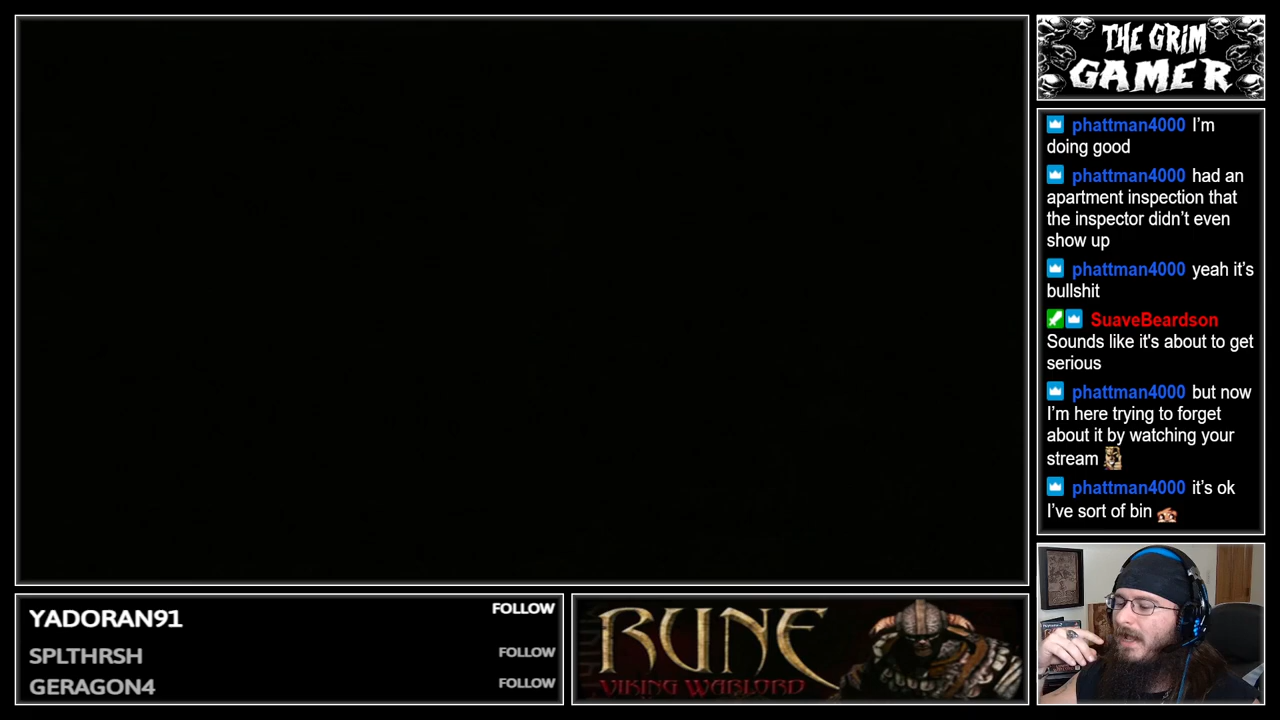 THE GRIM
GAMER
phattman4000 I'm
doing good
phattman4000 had an
apartment inspection that
the inspector didn't even
show up
phattman4000 yeah it's
bullshit
SuaveBeardson
Sounds like it's about to get
serious
phattman4000 but now
I'm here trying to forget
about it by watching your
stream
phattman4000 it's ok
I've sort of bin
YADORAN91 FOLLOW
SPLTHRSH FOLLOW
GERAGON4 FOLLOW
RUNE
VIKING WARLORD